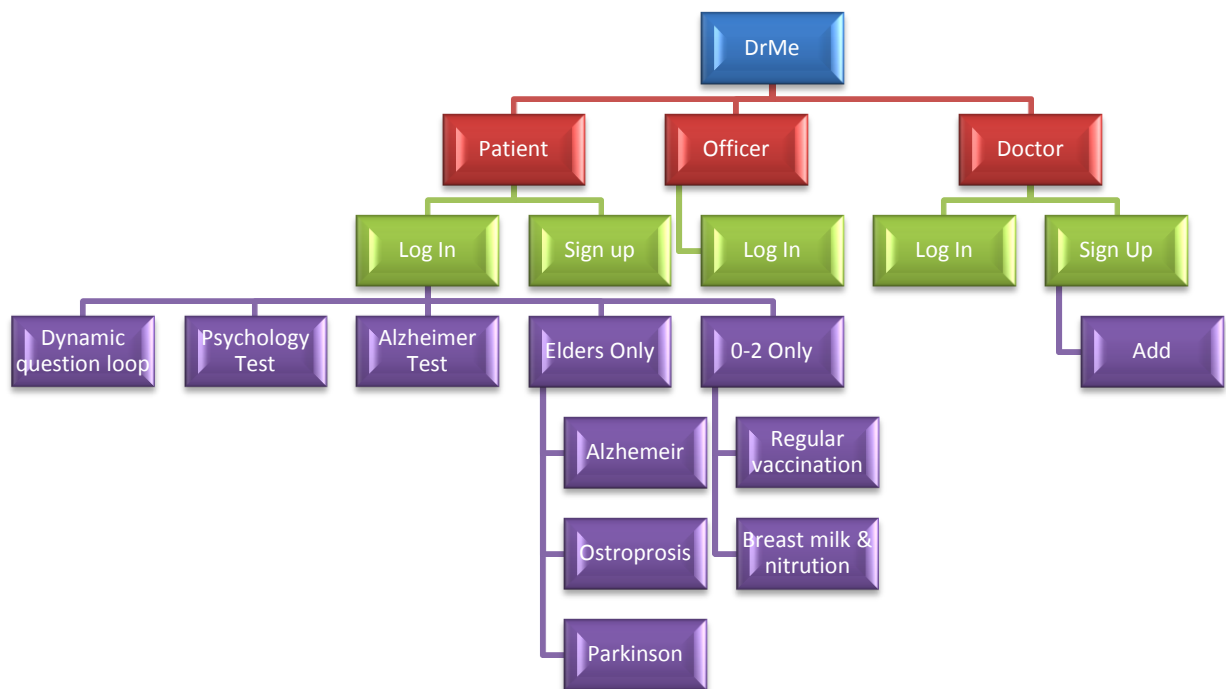 DrMe
Patient
Officer
Doctor
Log In
Sign up
Log In
Log In
Sign Up
Dynamic
question loop
Psychology
Test
Alzheimer
Test
Elders Only
0-2 Only
Add
Alzhemeir
Regular
vaccination
Ostroprosis
Breast milk &
nitrution
Parkinson